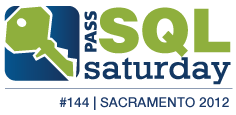 PASS
SQL
saturday
#144 | SACRAMENTO 2012